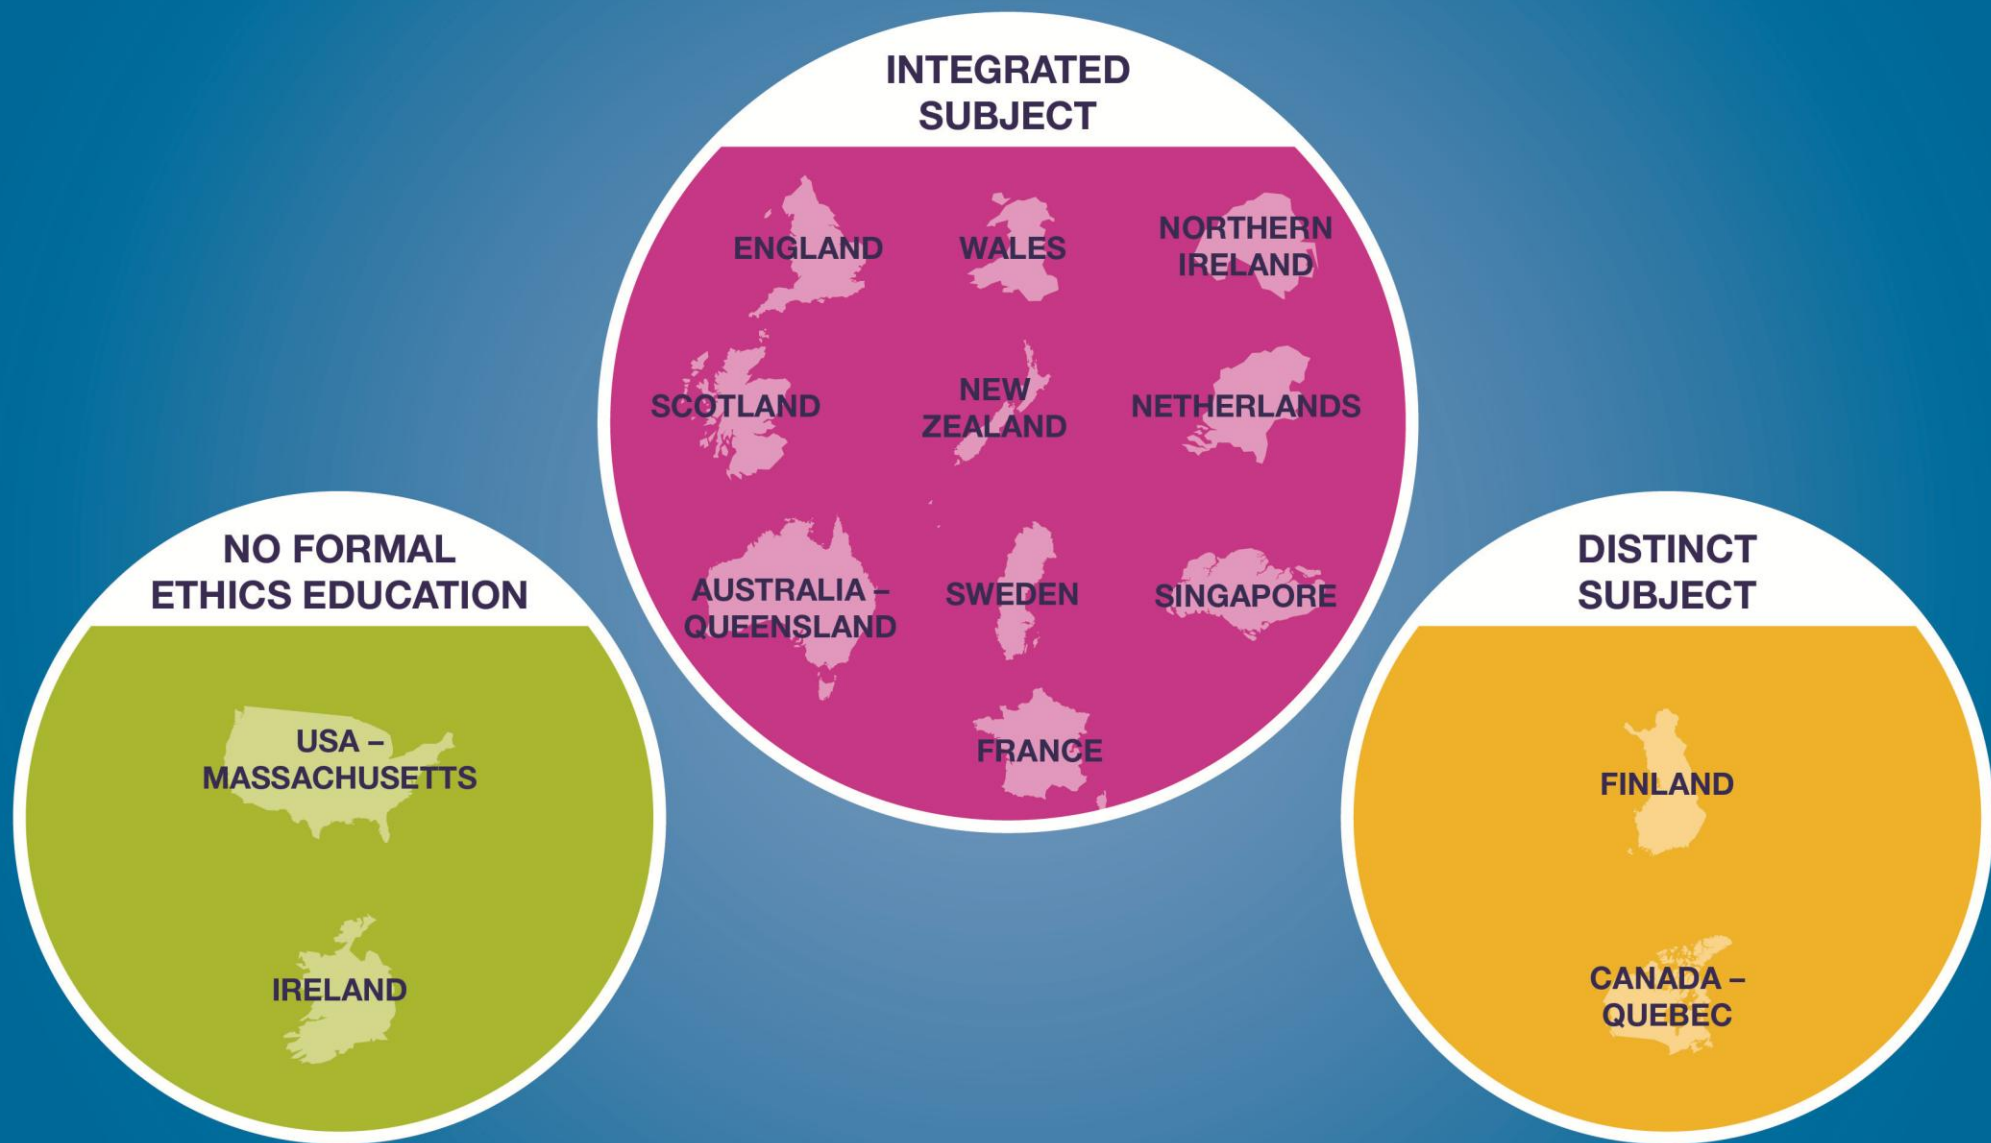 INTEGRATED
SUBJECT
ENGLAND
WALES
NORTHERN
IRELAND
SCOTLAND
NEW
ZEALAND
NETHERLANDS
AUSTRALIA –
QUEENSLAND
SWEDEN
SINGAPORE
FRANCE
NO FORMAL
ETHICS EDUCATION
USA –
MASSACHUSETTS
IRELAND
DISTINCT
SUBJECT
FINLAND
CANADA –
QUEBEC